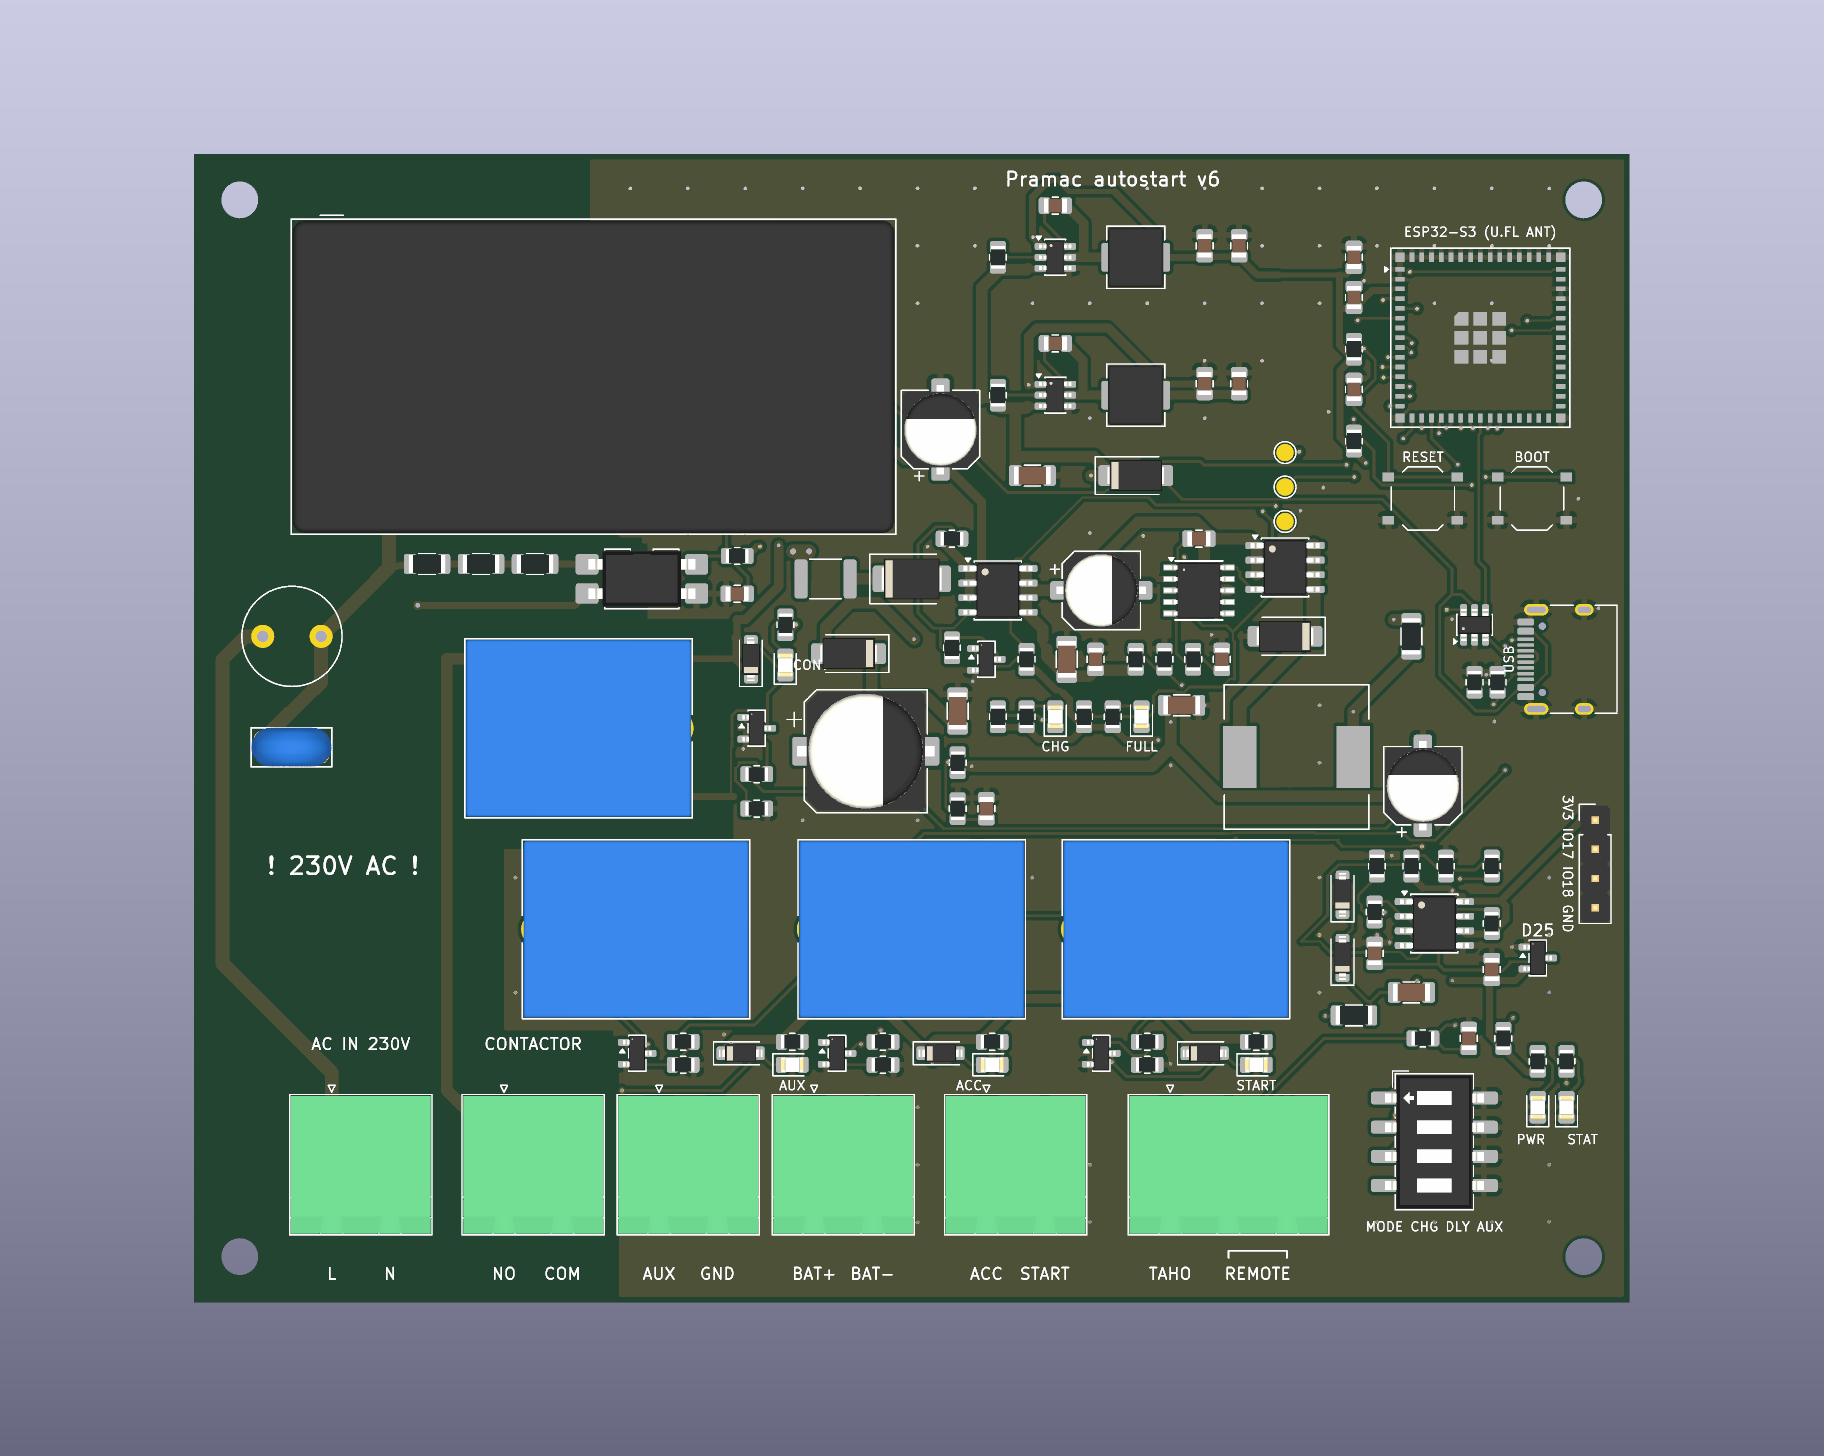 Pramac autostart v6
ESP32-S3 (U.FL ANT)
RESET
BOOT
USB
CON
CHG
FULL
3V3 IO17 IO18 GND
! 230V AC !
D25
AC IN 230V
CONTACTOR
AUX
ACC
START
PWR
STAT
MODE CHG DLY AUX
L N
NO COM
AUX GND
BAT+ BAT-
ACC START
TAHO REMOTE